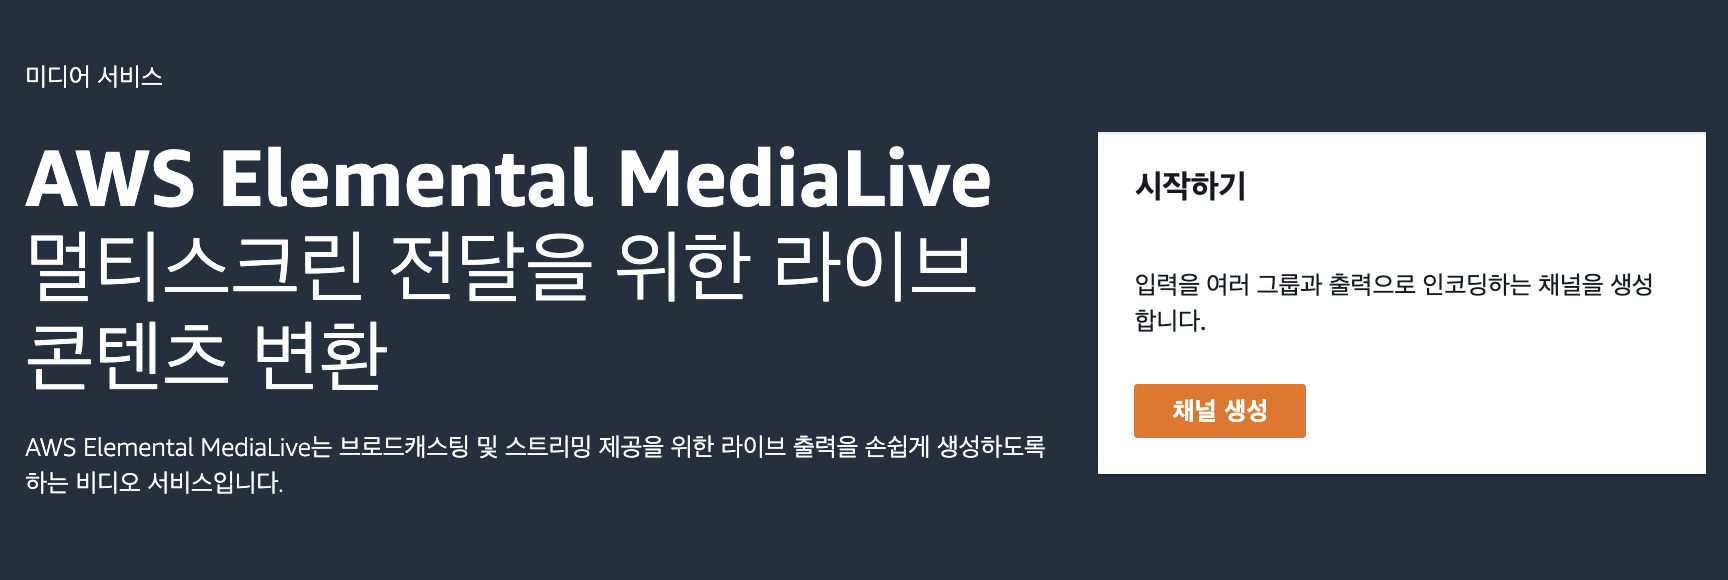 미디어 서비스
AWS Elemental MediaLive
멀티스크린 전달을 위한 라이브
콘텐츠 변환
AWS Elemental MediaLive는 브로드캐스팅 및 스트리밍 제공을 위한 라이브 출력을 손쉽게 생성하도록
하는 비디오 서비스입니다.
시작하기
입력을 여러 그룹과 출력으로 인코딩하는 채널을 생성
합니다.
채널 생성